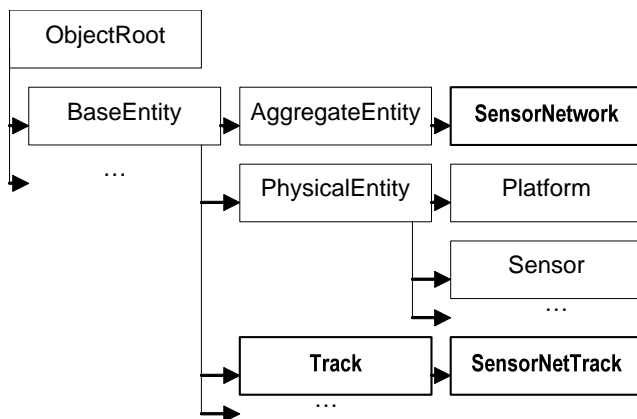 ObjectRoot
BaseEntity AggregateEntity SensorNetwork
… PhysicalEntity Platform
Sensor
…
Track SensorNetTrack
…